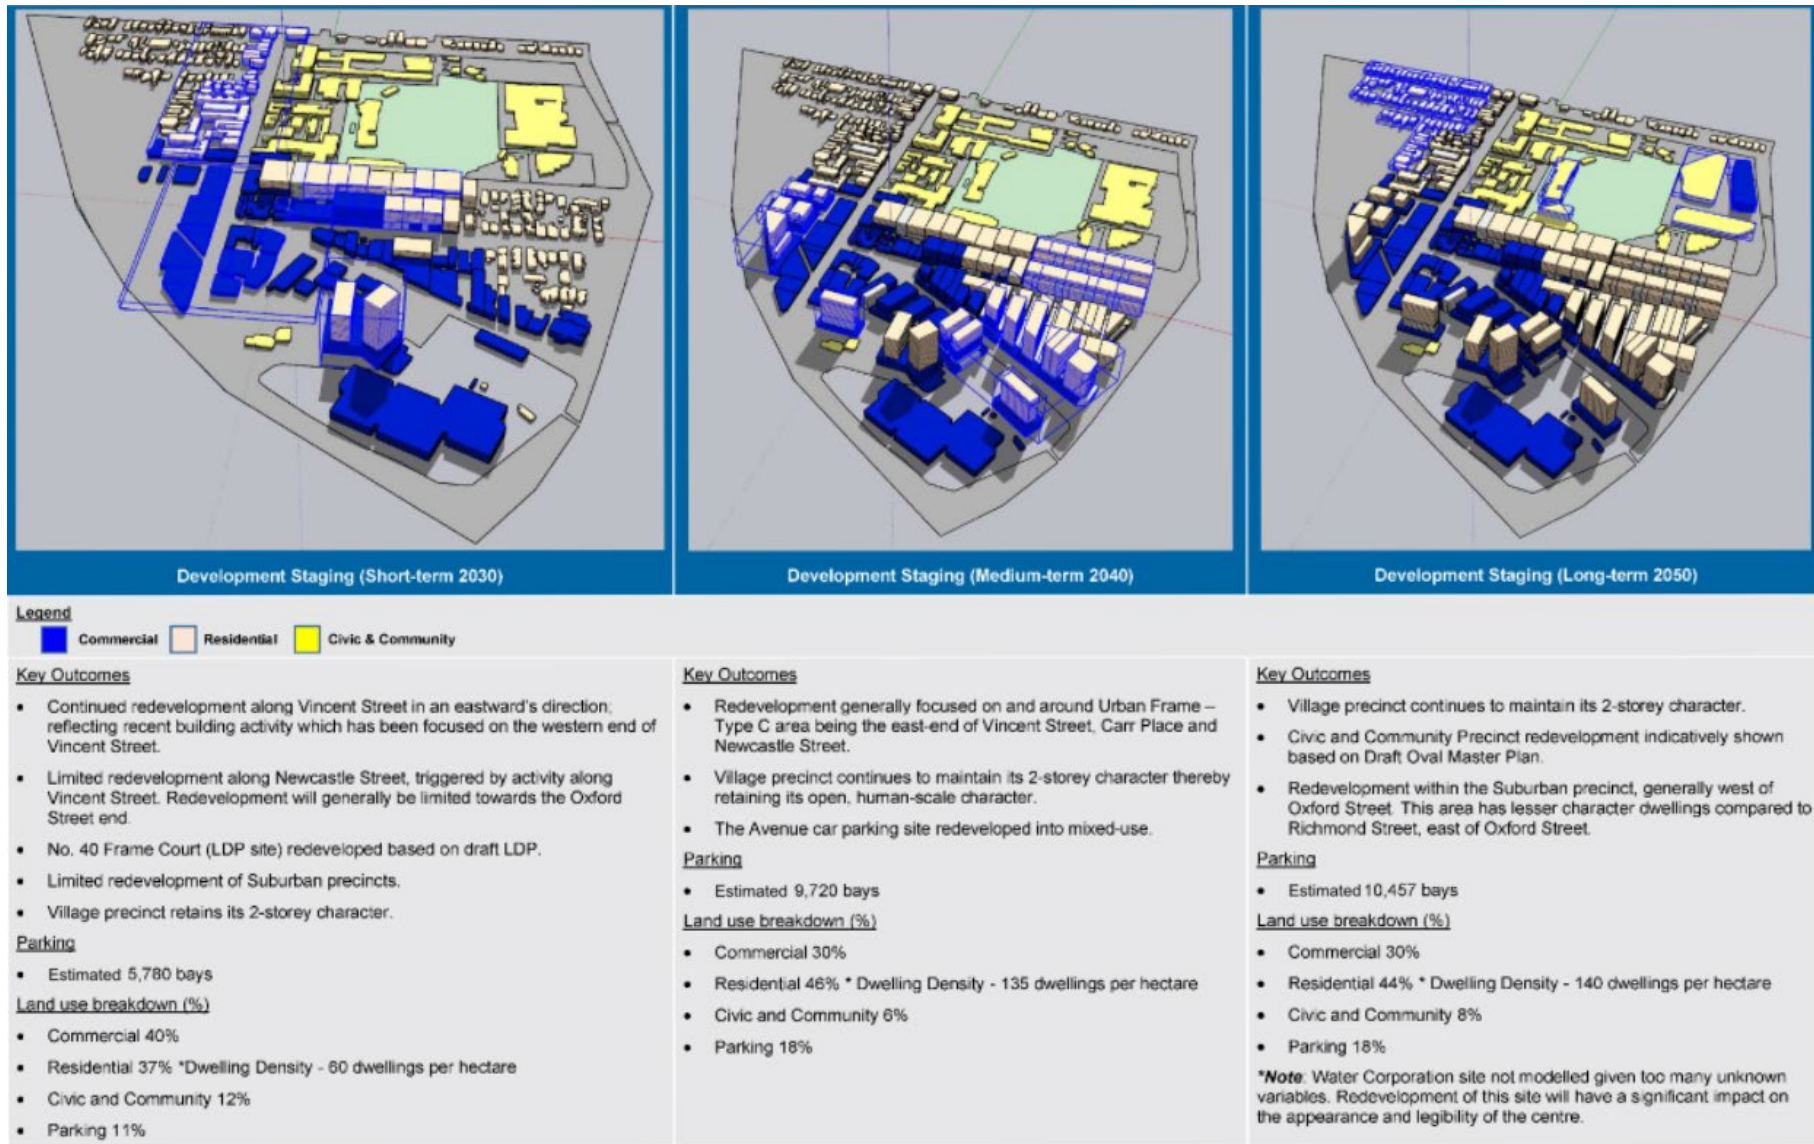 Development Staging (Short-term 2030)
Development Staging (Medium-term 2040)
Development Staging (Long-term 2050)
Legend
Commercial
Residential
Civic & Community
Key Outcomes
• Continued redevelopment along Vincent Street in an eastward's direction;
reflecting recent building activity which has been focused on the western end of
Vincent Street.
• Limited redevelopment along Newcastle Street, triggered by activity along
Vincent Street. Redevelopment will generally be limited towards the Oxford
Street end.
• No. 40 Frame Court (LDP site) redeveloped based on draft LDP.
• Limited redevelopment of Suburban precincts.
• Village precinct retains its 2-storey character.
Parking
• Estimated 5,780 bays
Land use breakdown (%)
• Commercial 40%
• Residential 37% *Dwelling Density - 60 dwellings per hectare
• Civic and Community 12%
• Parking 11%
Key Outcomes
• Redevelopment generally focused on and around Urban Frame –
Type C area being the east-end of Vincent Street, Carr Place and
Newcastle Street.
• Village precinct continues to maintain its 2-storey character thereby
retaining its open, human-scale character.
• The Avenue car parking site redeveloped into mixed-use.
Parking
• Estimated 9,720 bays
Land use breakdown (%)
• Commercial 30%
• Residential 46% * Dwelling Density - 135 dwellings per hectare
• Civic and Community 6%
• Parking 18%
Key Outcomes
• Village precinct continues to maintain its 2-storey character.
• Civic and Community Precinct redevelopment indicatively shown
based on Draft Oval Master Plan.
• Redevelopment within the Suburban precinct, generally west of
Oxford Street. This area has lesser character dwellings compared to
Richmond Street, east of Oxford Street.
Parking
• Estimated 10,457 bays
Land use breakdown (%)
• Commercial 30%
• Residential 44% * Dwelling Density - 140 dwellings per hectare
• Civic and Community 8%
• Parking 18%
*Note: Water Corporation site not modelled given too many unknown
variables. Redevelopment of this site will have a significant impact on
the appearance and legibility of the centre.